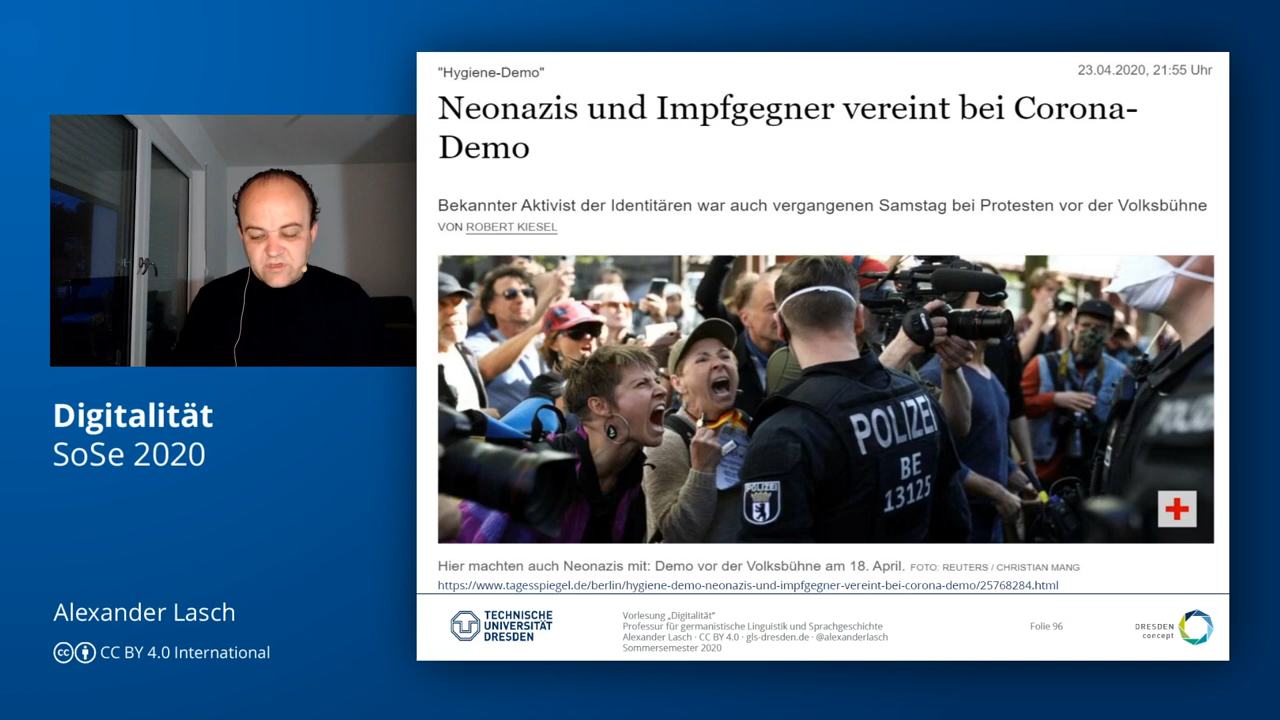 "Hygiene-Demo"
23.04.2020, 21:55 Uhr
Neonazis und Impfgegner vereint bei Corona-
Demo
Bekannter Aktivist der Identitären war auch vergangenen Samstag bei Protesten vor der Volksbühne
VON ROBERT KIESEL
POLIZEI
BE
13125
POLIZEI
Hier machten auch Neonazis mit: Demo vor der Volksbühne am 18. April. FOTO: REUTERS / CHRISTIAN MANG
https://www.tagesspiegel.de/berlin/hygiene-demo-neonazis-und-impfgegner-vereint-bei-corona-demo/25768284.html
Digitalität
SoSe 2020
Alexander Lasch
cc CC BY 4.0 International
TECHNISCHE
UNIVERSITÄT
DRESDEN
Vorlesung „Digitalität“
Professur für germanistische Linguistik und Sprachgeschichte
Alexander Lasch · CC BY 4.0 · gls-dresden.de · @alexanderlasch
Sommersemester 2020
Folie 96
DRESDEN
concept